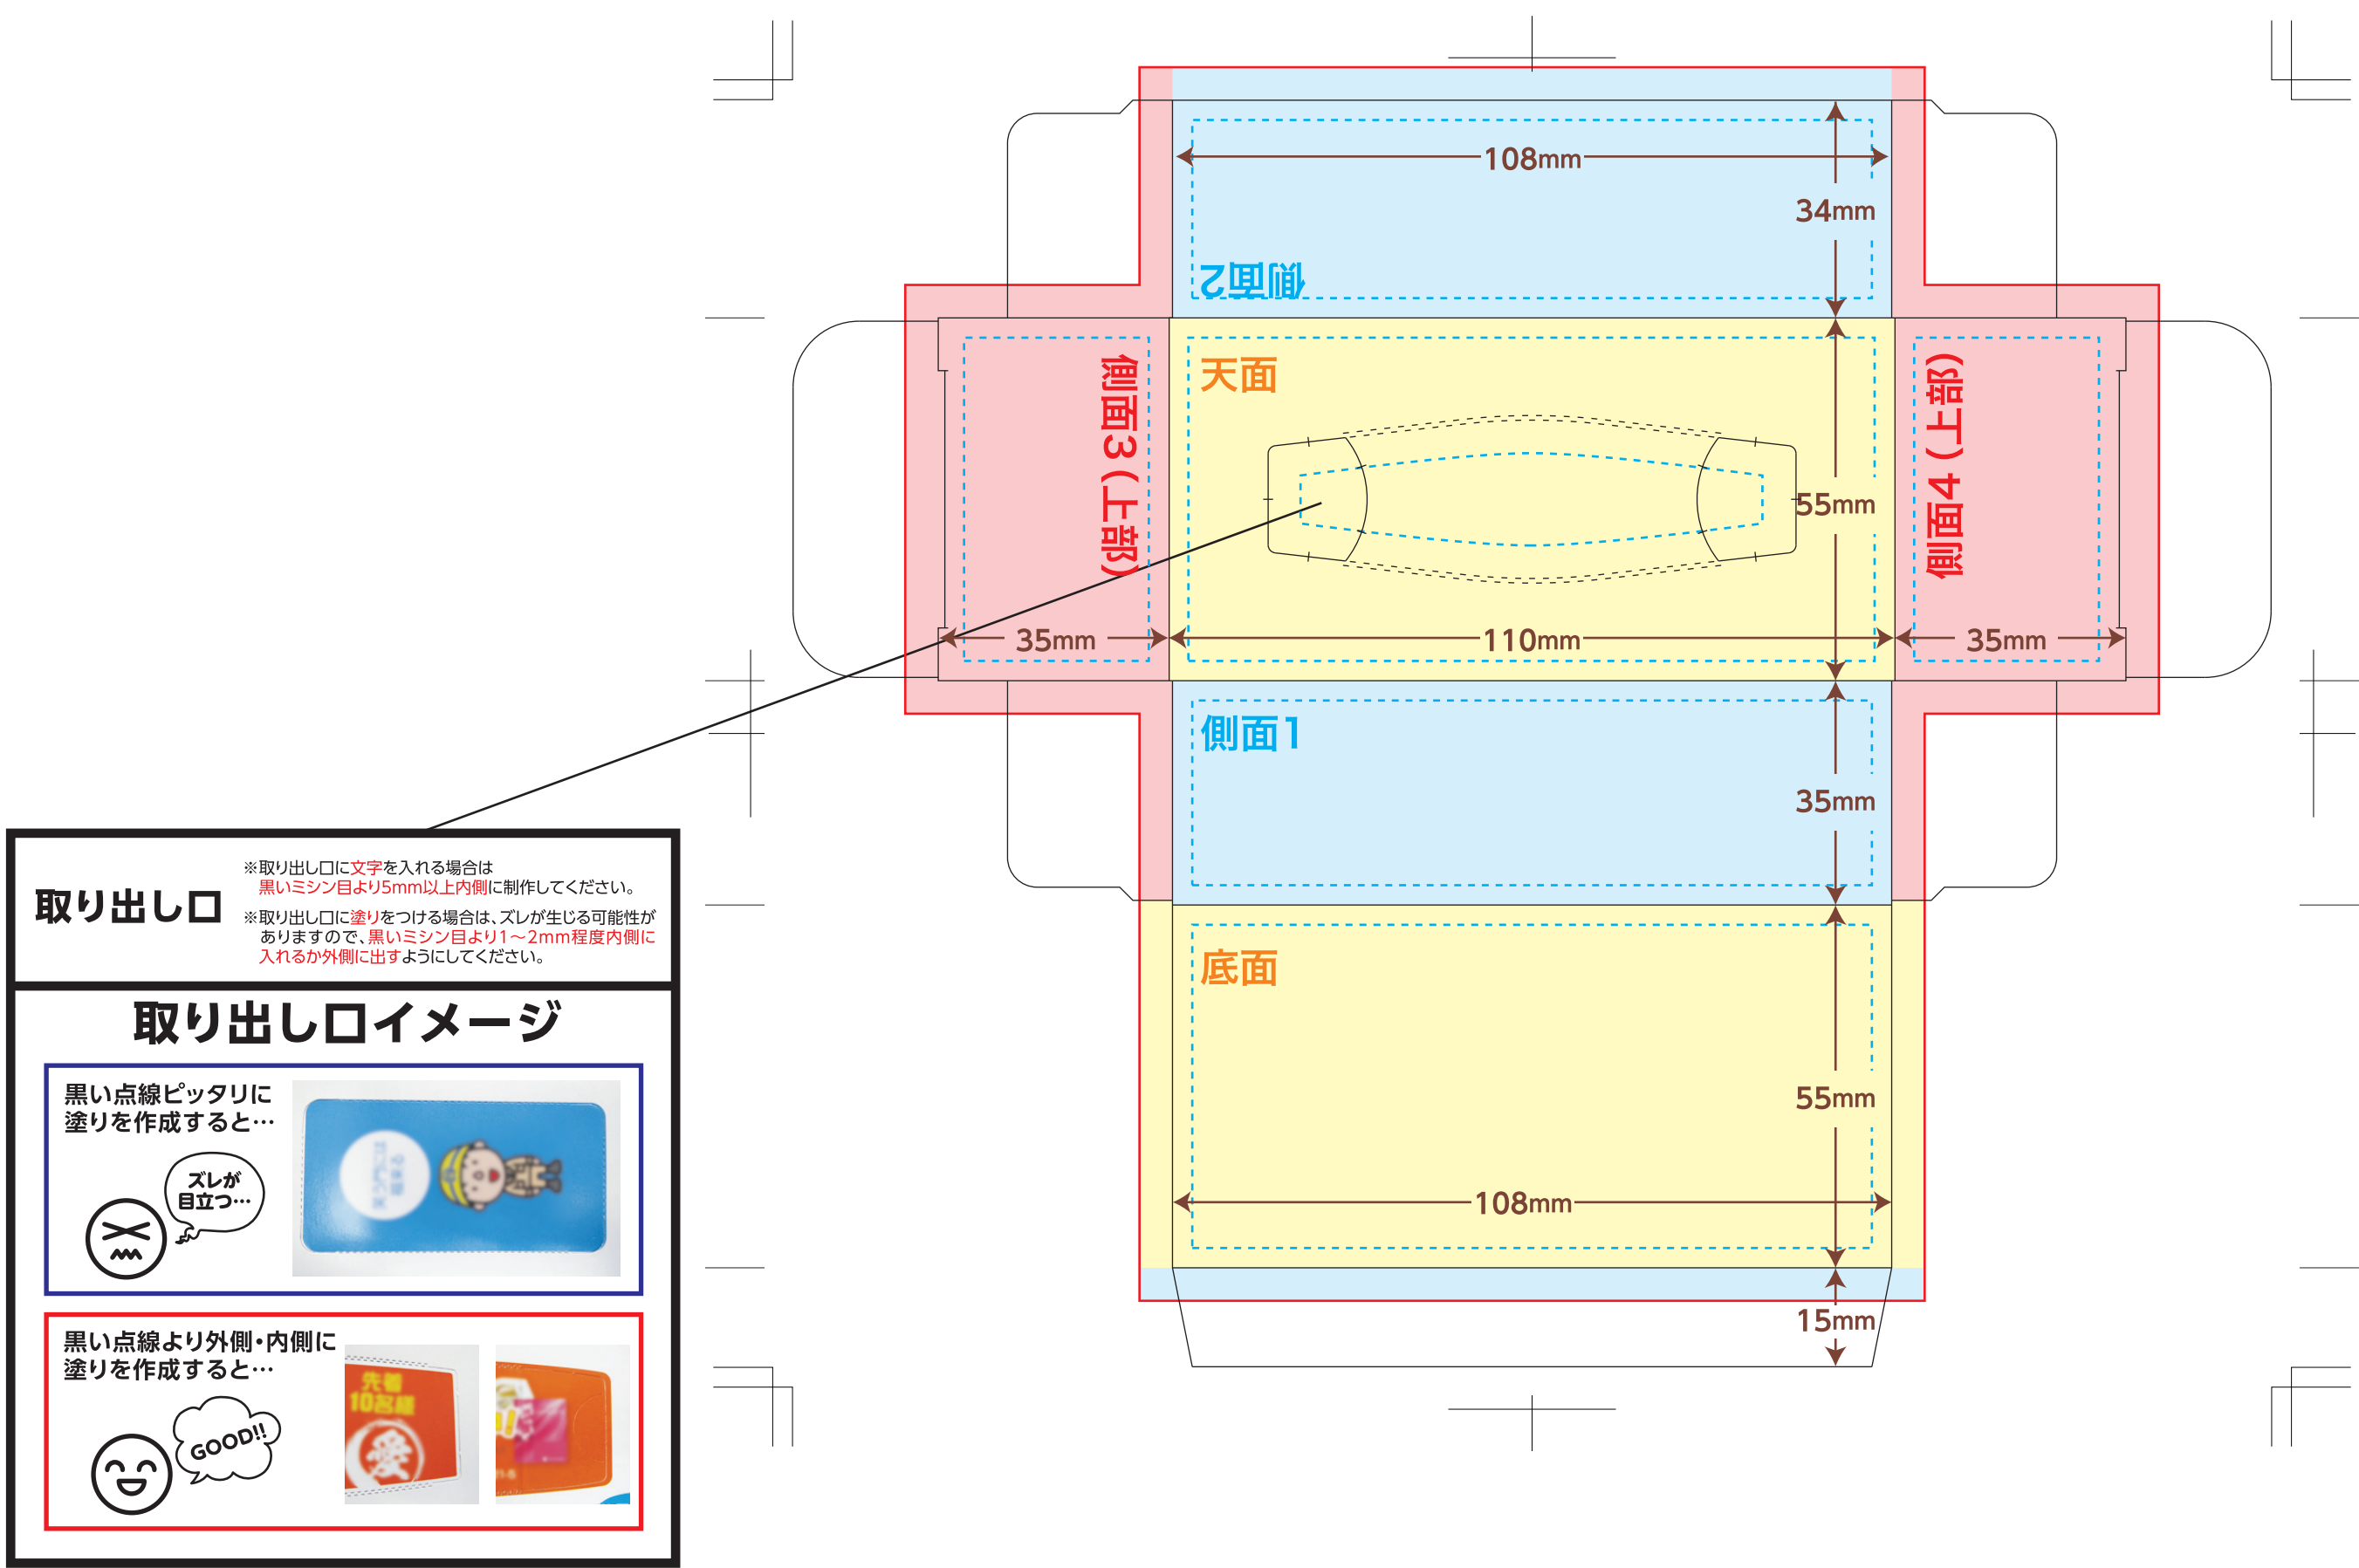 108mm
34mm
側面2
天面
側面3（上部）
側面4（上部）
55mm
35mm
110mm
35mm
側面1
35mm
底面
55mm
108mm
15mm
取り出し口
※取り出し口に文字を入れる場合は
黒いミシン目より5mm以上内側に制作してください。
※取り出し口に塗りをつける場合は、ズレが生じる可能性が
ありますので、黒いミシン目より1～2mm程度内側に
入れるか外側に出すようにしてください。
取り出し口イメージ
黒い点線ピッタリに
塗りを作成すると…
ズレが
目立つ…
笑う門には
福来る
黒い点線より外側・内側に
塗りを作成すると…
GOOD!!
先着
10名様
愛